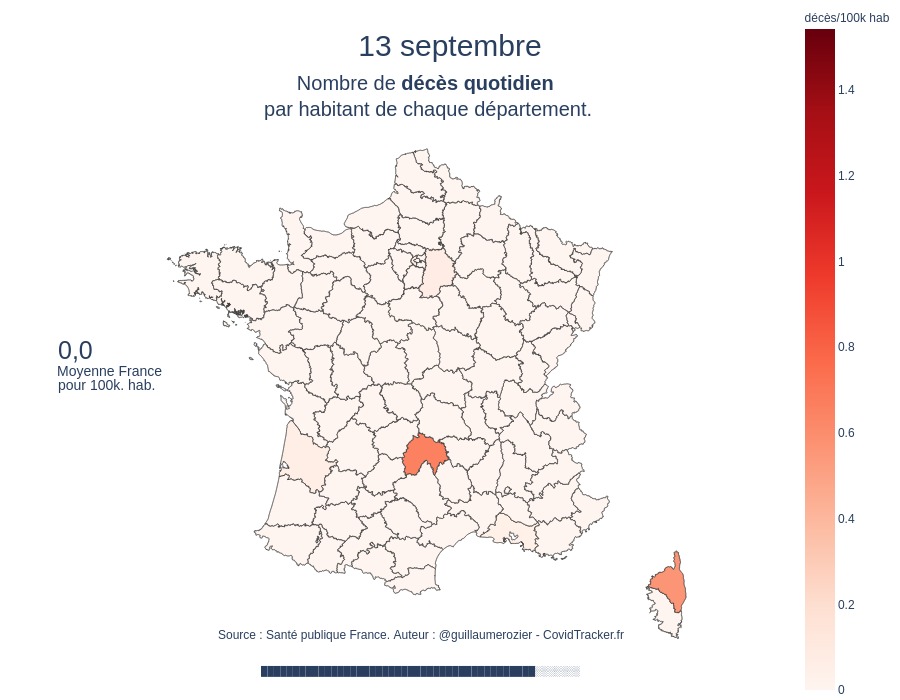 13 septembre
Nombre de décès quotidien
par habitant de chaque département.
décès/100k hab
1.4
1.2
1
0.8
0.6
0.4
0.2
0
0,0
Moyenne France
pour 100k. hab.
Source : Santé publique France. Auteur : @guillaumerozier - CovidTracker.fr